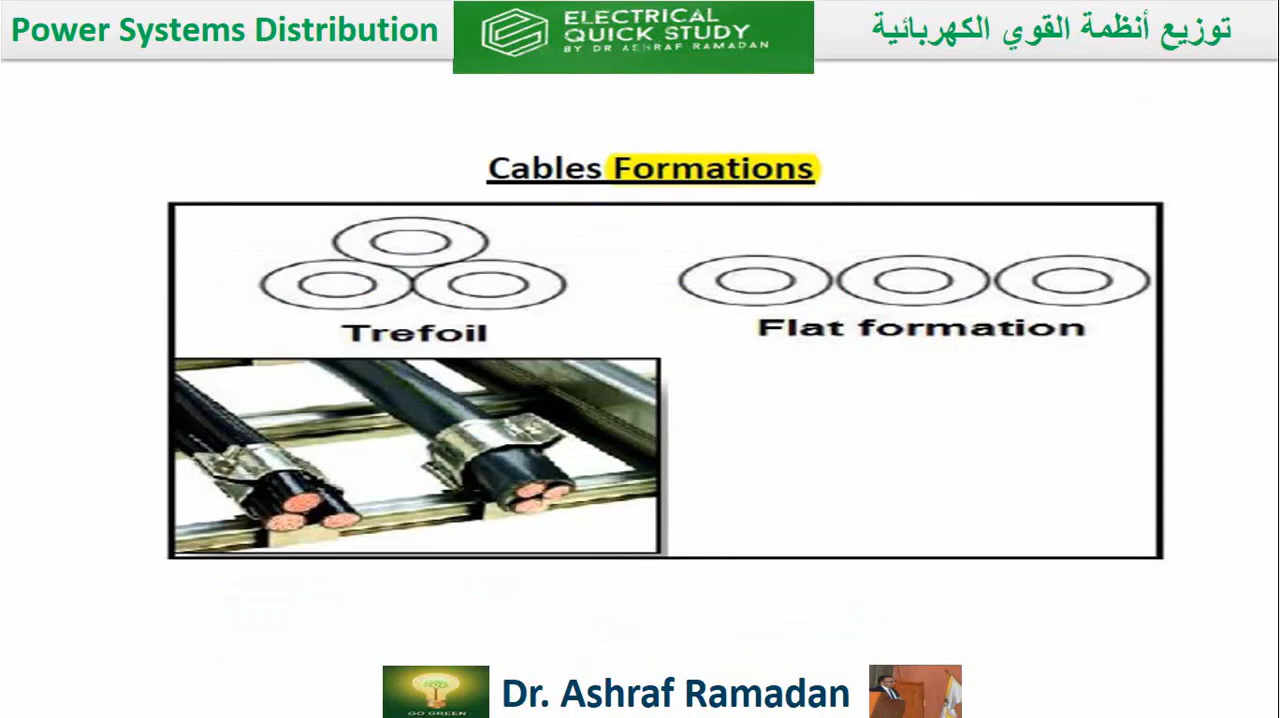 Power Systems Distribution
ELECTRICAL
QUICK STUDY
BY DR ASHRAF RAMADAN
توزيع أنظمة القوي الكهربائية
Cables Formations
Trefoil
Flat formation
GO GREEN
Dr. Ashraf Ramadan